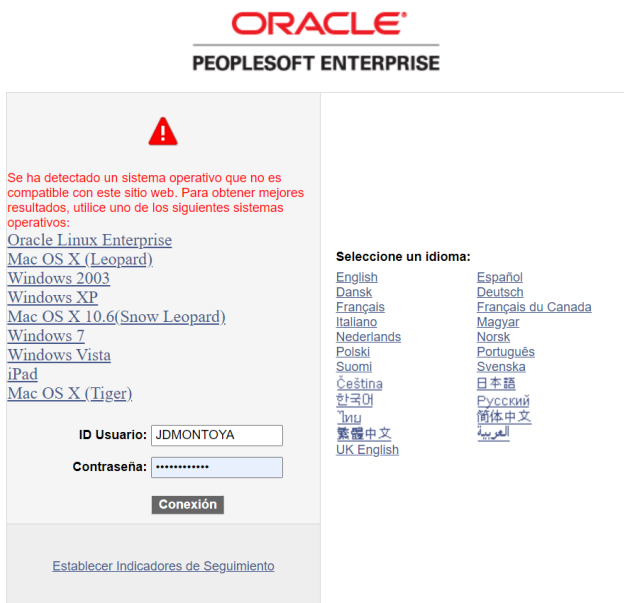 ORACLE
PEOPLESOFT ENTERPRISE
Se ha detectado un sistema operativo que no es
compatible con este sitio web. Para obtener mejores
resultados, utilice uno de los siguientes sistemas
operativos:
Oracle Linux Enterprise
Mac OS X (Leopard)
Windows 2003
Windows XP
Mac OS X 10.6(Snow Leopard)
Windows 7
Windows Vista
iPad
Mac OS X (Tiger)
ID Usuario: JDMONTOYA
Contraseña: ••••••••••••
Conexión
Establecer Indicadores de Seguimiento
Seleccione un idioma:
English Español
Dansk Deutsch
Français Français du Canada
Italiano Magyar
Nederlands Norsk
Polski Português
Suomi Svenska
Čeština 日本語
한국어 Русский
ไทย 简体中文
繁體中文 العربية
UK English